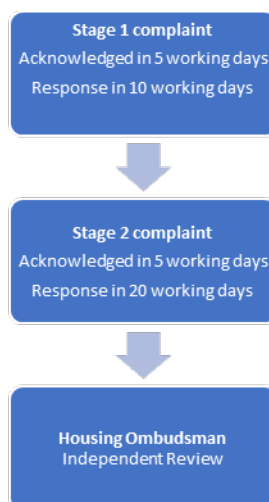 Stage 1 complaint
Acknowledged in 5 working days
Response in 10 working days
Stage 2 complaint
Acknowledged in 5 working days
Response in 20 working days
Housing Ombudsman
Independent Review